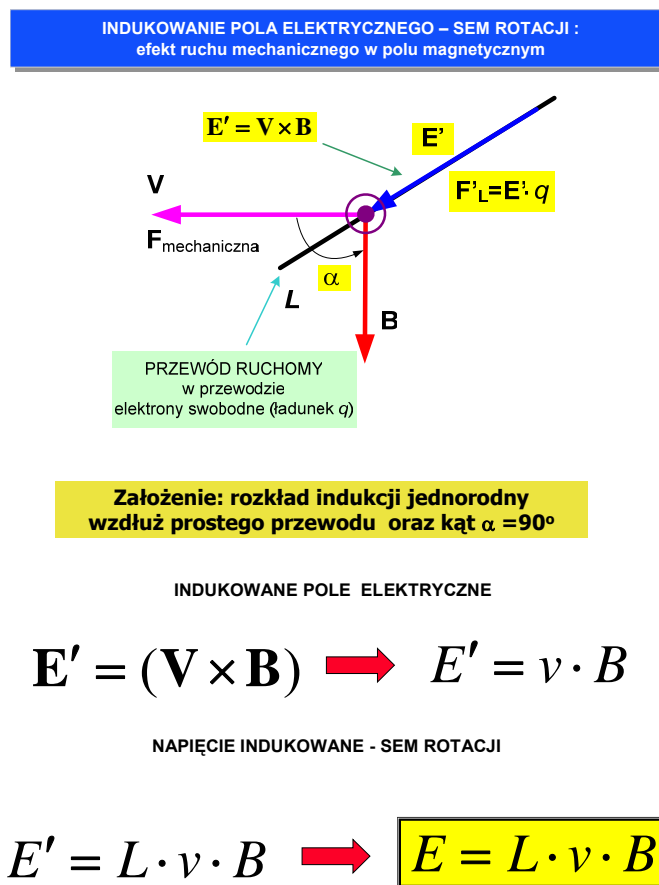 INDUKOWANIE POLA ELEKTRYCZNEGO – SEM ROTACJI :
efekt ruchu mechanicznego w polu magnetycznym
E′ = V × B
E'
V
F'L=E'· q
Fmechaniczna
α
L
B
PRZEWÓD RUCHOMY
w przewodzie
elektrony swobodne (ładunek q)
Założenie: rozkład indukcji jednorodny
wzdłuż prostego przewodu oraz kąt α =90º
INDUKOWANE POLE ELEKTRYCZNE
E′ = (V × B) E′ = v · B
NAPIĘCIE INDUKOWANE - SEM ROTACJI
E′ = L · v · B E = L · v · B